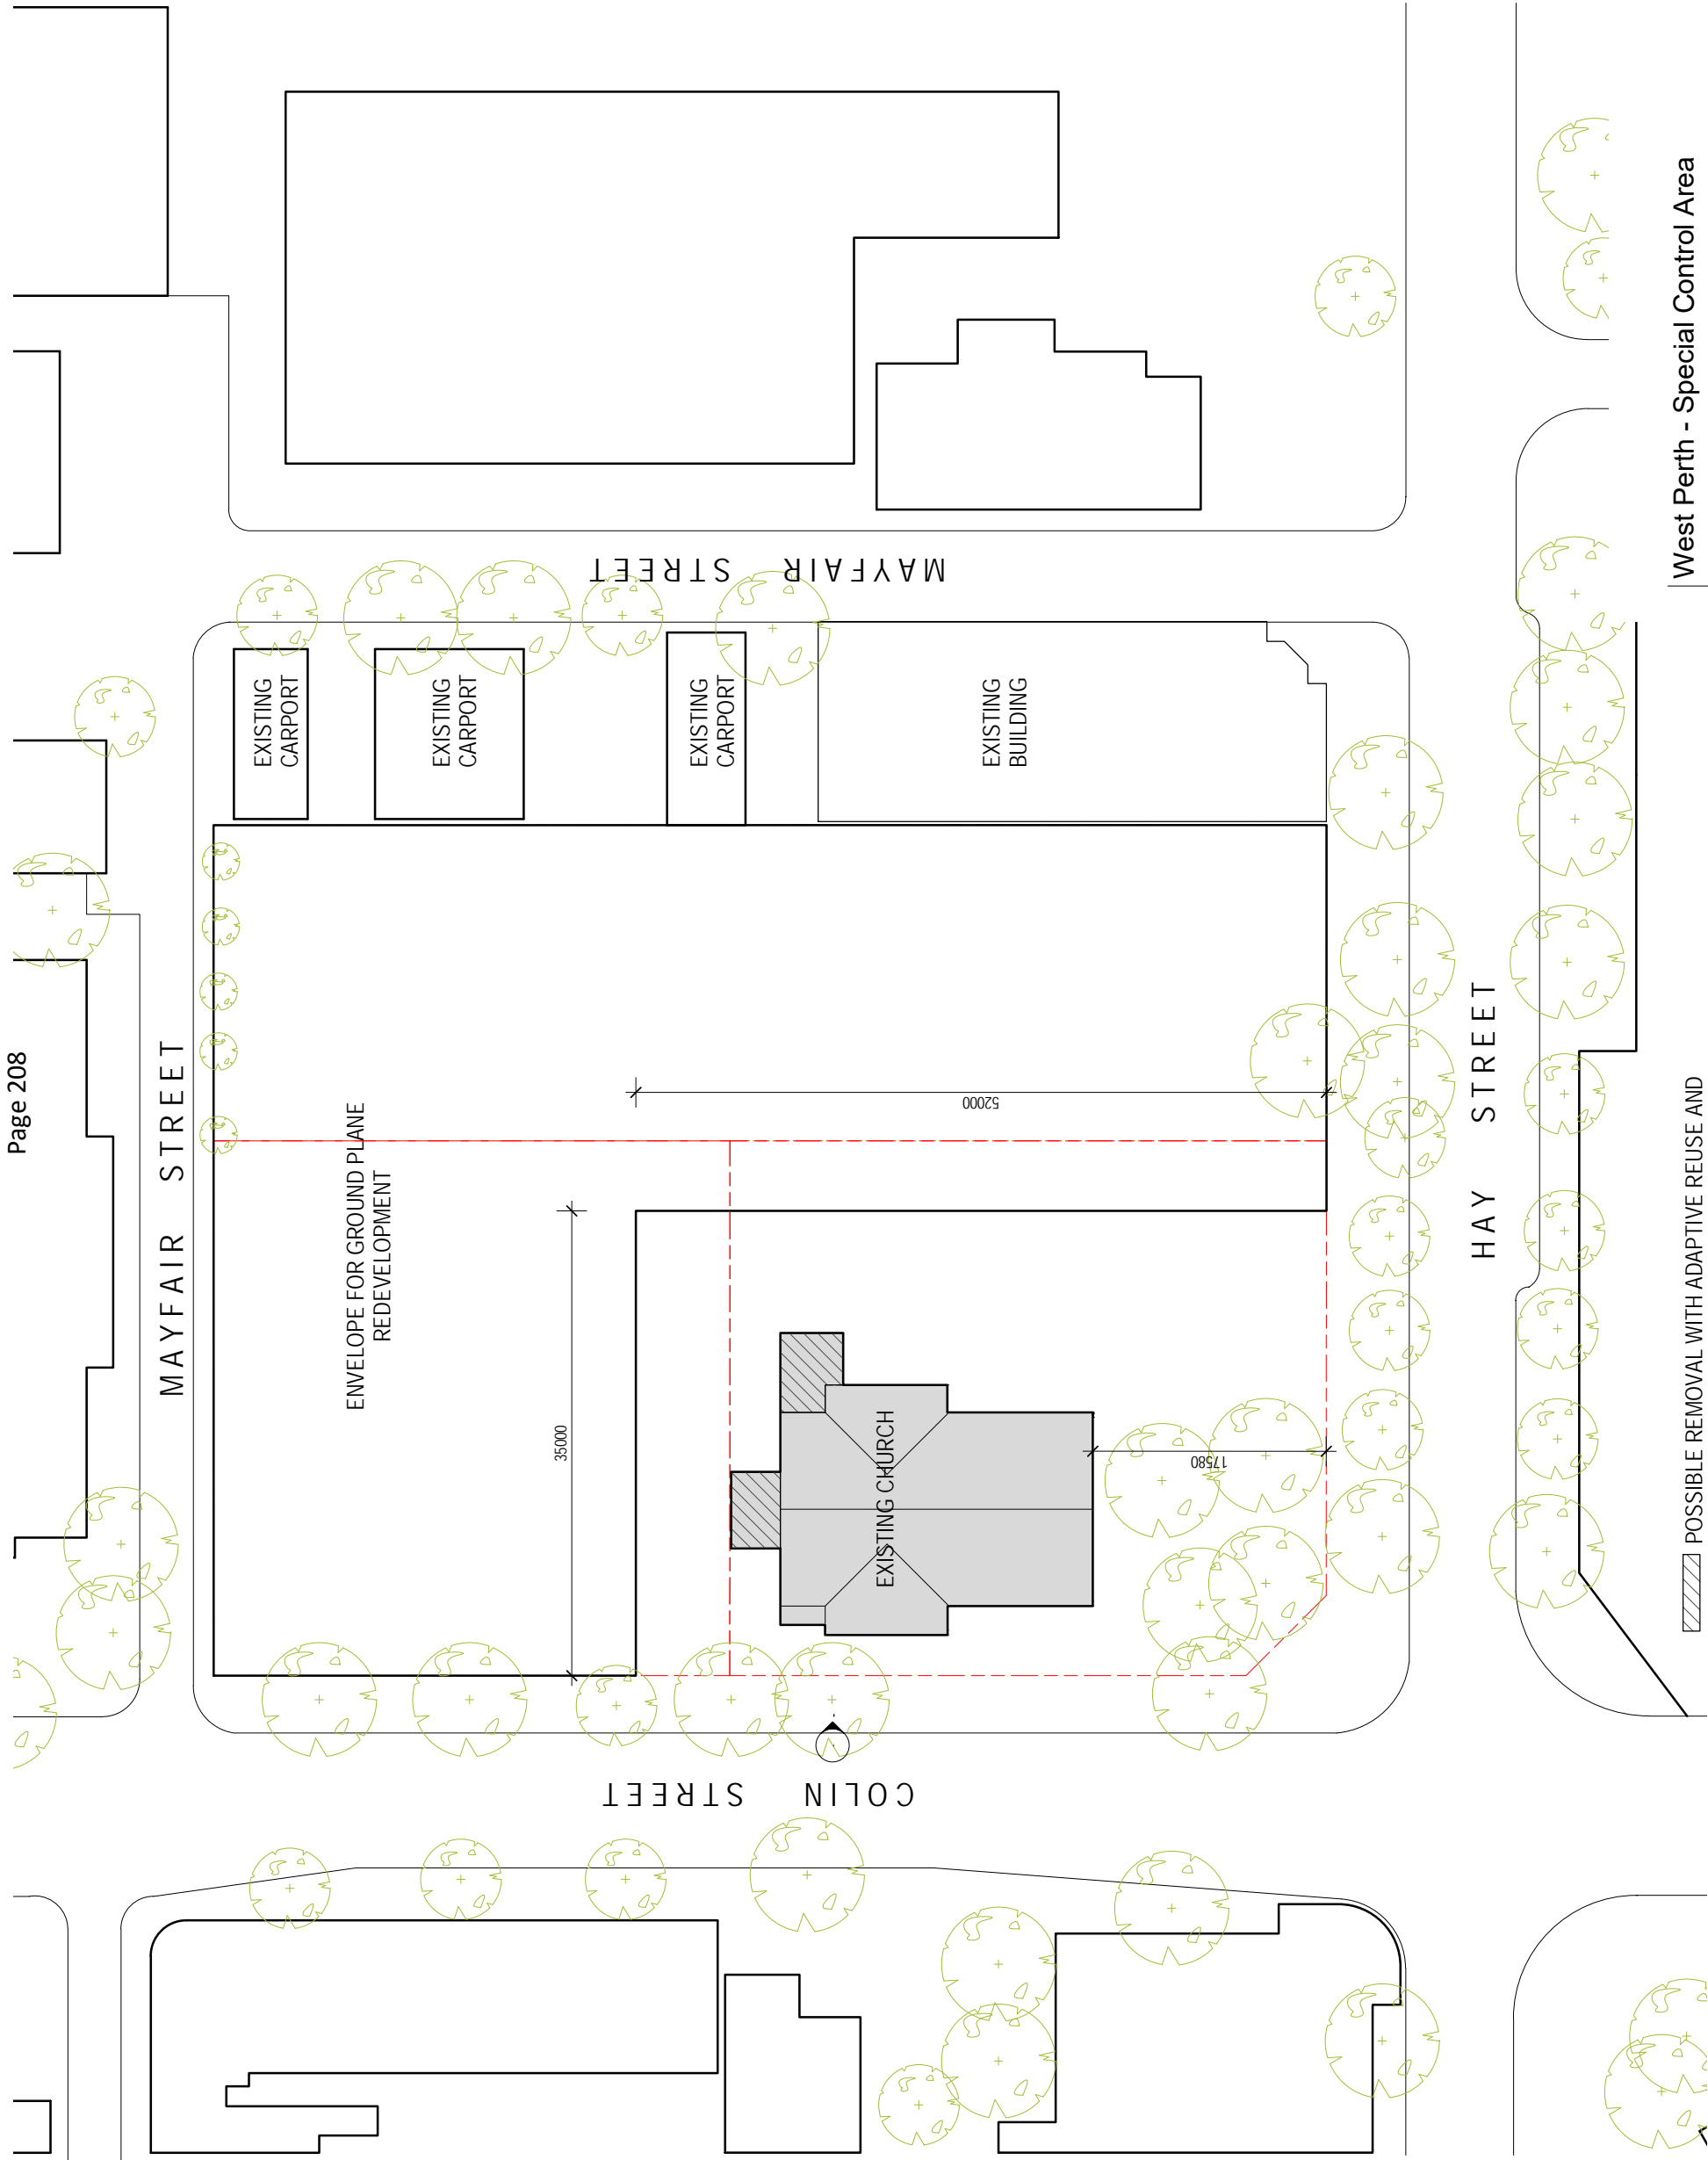 Page 208
MAYFAIR STREET
MAYFAIR STREET
EXISTING
CARPORT
EXISTING
CARPORT
EXISTING
CARPORT
EXISTING
BUILDING
ENVELOPE FOR GROUND PLANE
REDEVELOPMENT
52000
35000
EXISTING CHURCH
17580
HAY STREET
COLIN STREET
POSSIBLE REMOVAL WITH ADAPTIVE REUSE AND
West Perth - Special Control Area